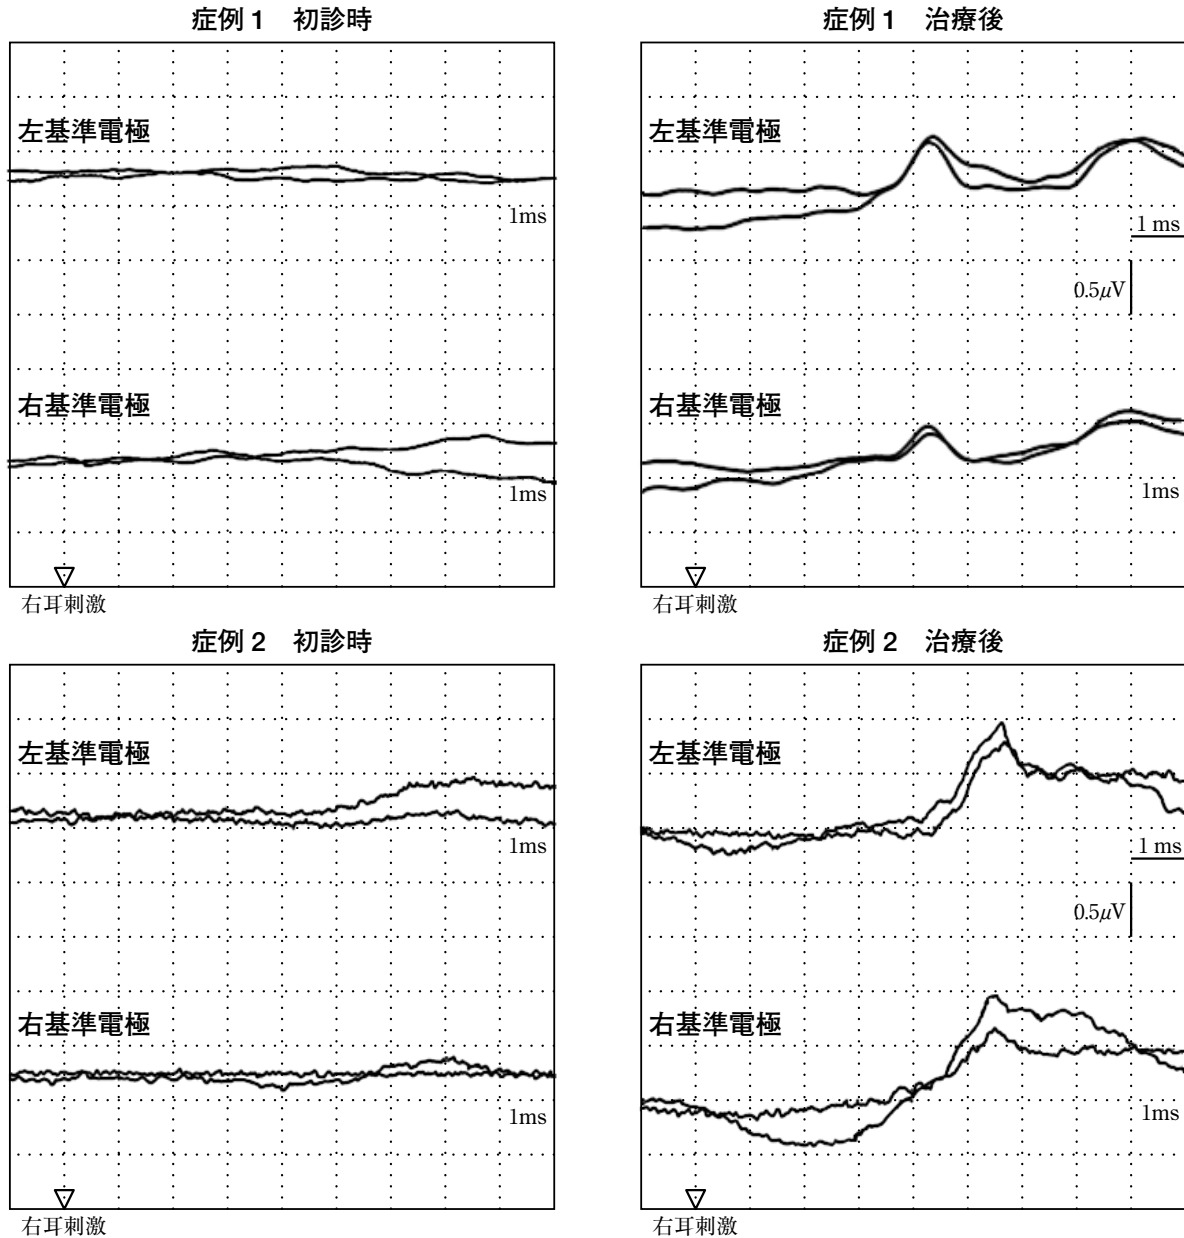 症例 1　初診時
左基準電極
1ms
右基準電極
1ms
右耳刺激
症例 1　治療後
左基準電極
1 ms
0.5μV
右基準電極
1ms
右耳刺激
症例 2　初診時
左基準電極
1ms
右基準電極
1ms
右耳刺激
症例 2　治療後
左基準電極
1 ms
0.5μV
右基準電極
1ms
右耳刺激